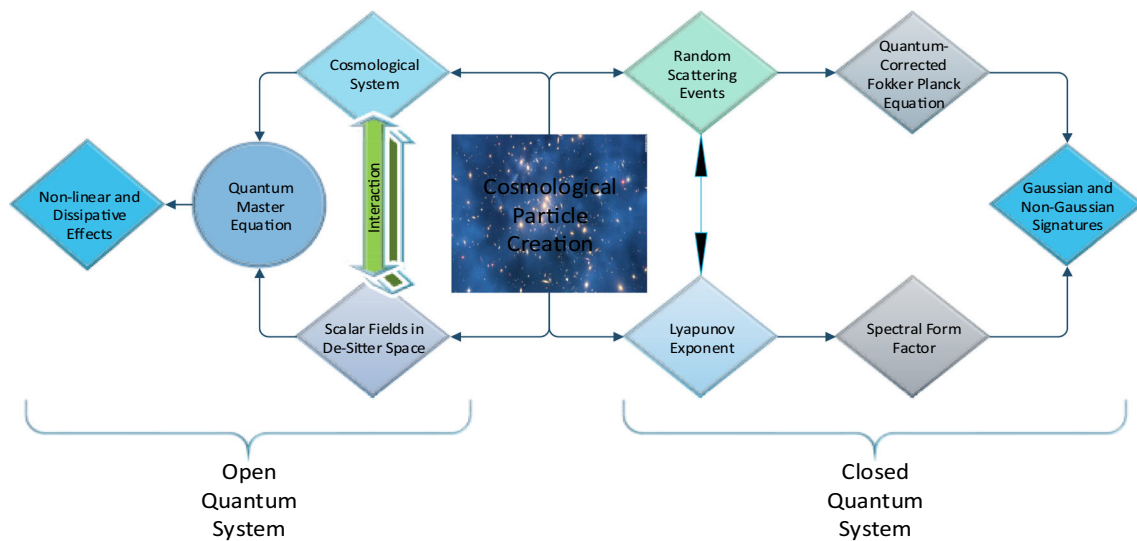 Cosmological
System
Random
Scattering
Events
Quantum-
Corrected
Fokker Planck
Equation
Non-linear and
Dissipative
Effects
Quantum
Master
Equation
Interaction
Cosmological
Particle
Creation
Gaussian and
Non-Gaussian
Signatures
Scalar Fields in
De-Sitter Space
Lyapunov
Exponent
Spectral Form
Factor
Open
Quantum
System
Closed
Quantum
System